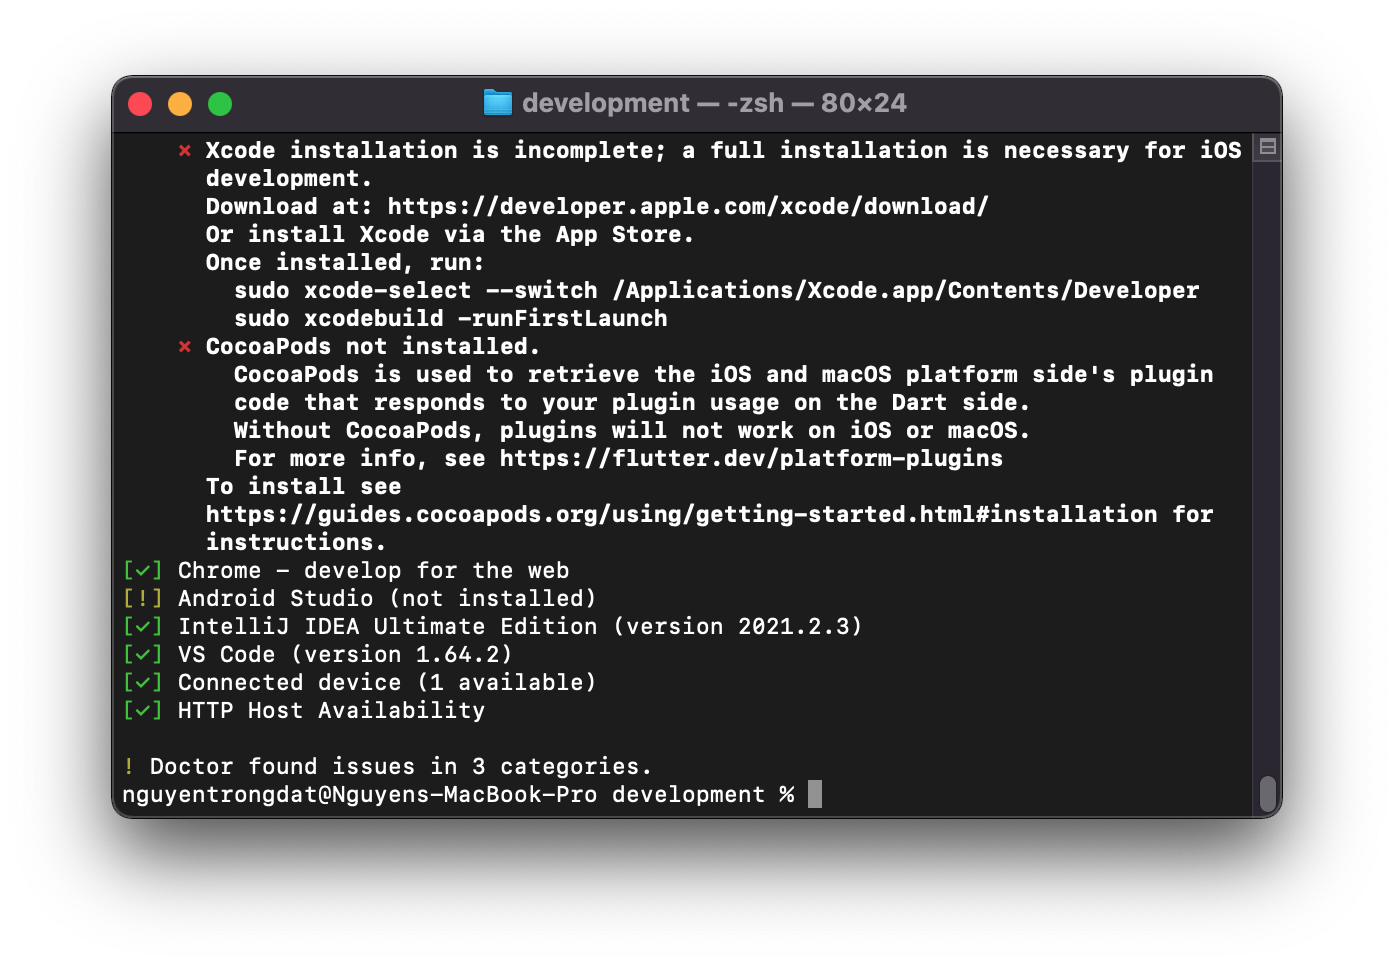 development — -zsh — 80×24
✗ Xcode installation is incomplete; a full installation is necessary for iOS
development.
Download at: https://developer.apple.com/xcode/download/
Or install Xcode via the App Store.
Once installed, run:
sudo xcode-select --switch /Applications/Xcode.app/Contents/Developer
sudo xcodebuild -runFirstLaunch
✗ CocoaPods not installed.
CocoaPods is used to retrieve the iOS and macOS platform side's plugin
code that responds to your plugin usage on the Dart side.
Without CocoaPods, plugins will not work on iOS or macOS.
For more info, see https://flutter.dev/platform-plugins
To install see
https://guides.cocoapods.org/using/getting-started.html#installation for
instructions.
[✓] Chrome - develop for the web
[!] Android Studio (not installed)
[✓] IntelliJ IDEA Ultimate Edition (version 2021.2.3)
[✓] VS Code (version 1.64.2)
[✓] Connected device (1 available)
[✓] HTTP Host Availability
! Doctor found issues in 3 categories.
nguyentrongdat@Nguyens-MacBook-Pro development %